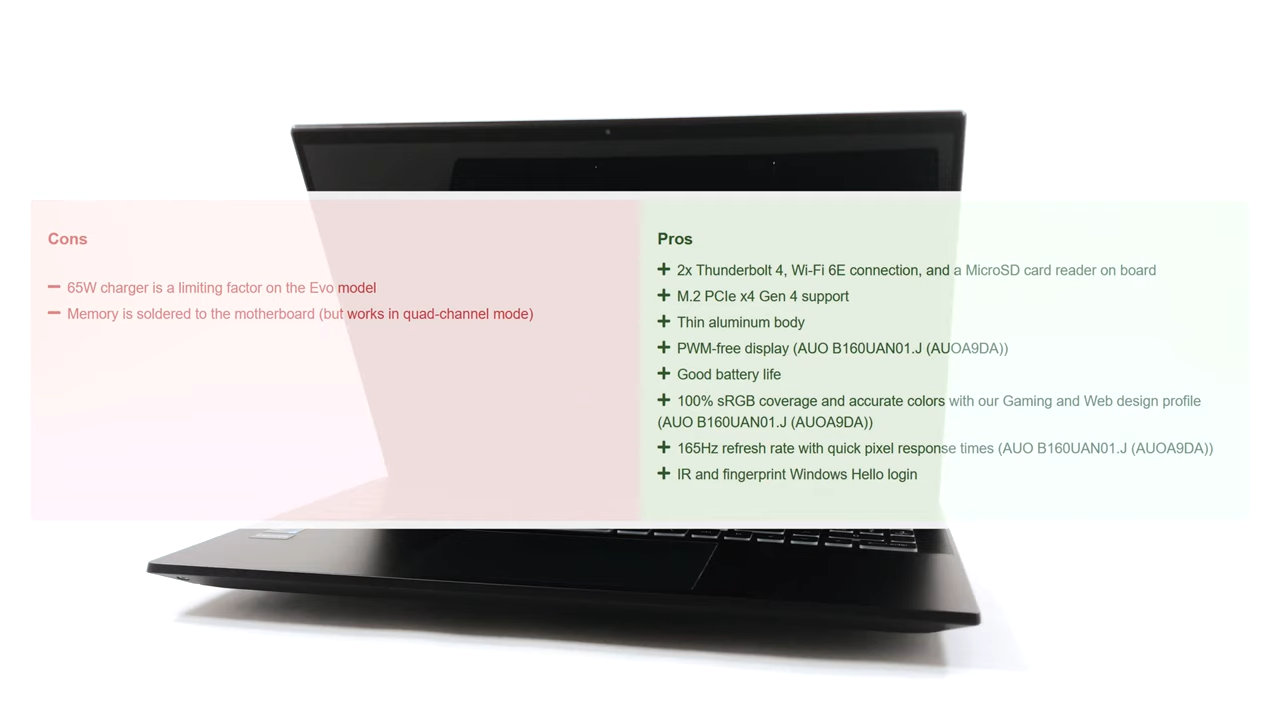 Cons
65W charger is a limiting factor on the Evo model
Memory is soldered to the motherboard (but works in quad-channel mode)
Pros
2x Thunderbolt 4, Wi-Fi 6E connection, and a MicroSD card reader on board
M.2 PCIe x4 Gen 4 support
Thin aluminum body
PWM-free display (AUO B160UAN01.J (AUOA9DA))
Good battery life
100% sRGB coverage and accurate colors with our Gaming and Web design profile
(AUO B160UAN01.J (AUOA9DA))
165Hz refresh rate with quick pixel response times (AUO B160UAN01.J (AUOA9DA))
IR and fingerprint Windows Hello login